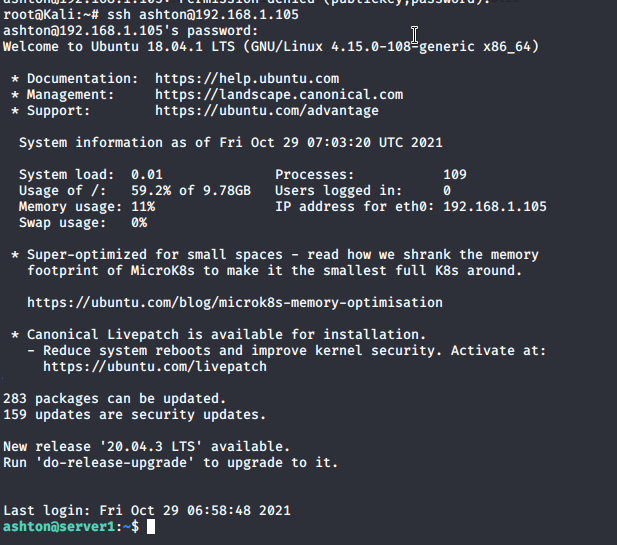 ashton@192.168.1.105: Permission denied (publickey,password).
root@Kali:~# ssh ashton@192.168.1.105
ashton@192.168.1.105's password:
Welcome to Ubuntu 18.04.1 LTS (GNU/Linux 4.15.0-108-generic x86_64)
* Documentation:  https://help.ubuntu.com
* Management:     https://landscape.canonical.com
* Support:        https://ubuntu.com/advantage
System information as of Fri Oct 29 07:03:20 UTC 2021
System load:  0.01              Processes:            109
Usage of /:   59.2% of 9.78GB   Users logged in:      0
Memory usage: 11%               IP address for eth0: 192.168.1.105
Swap usage:   0%
* Super-optimized for small spaces - read how we shrank the memory
footprint of MicroK8s to make it the smallest full K8s around.
https://ubuntu.com/blog/microk8s-memory-optimisation
* Canonical Livepatch is available for installation.
- Reduce system reboots and improve kernel security. Activate at:
https://ubuntu.com/livepatch
283 packages can be updated.
159 updates are security updates.
New release '20.04.3 LTS' available.
Run 'do-release-upgrade' to upgrade to it.
Last login: Fri Oct 29 06:58:48 2021
ashton@server1:~$